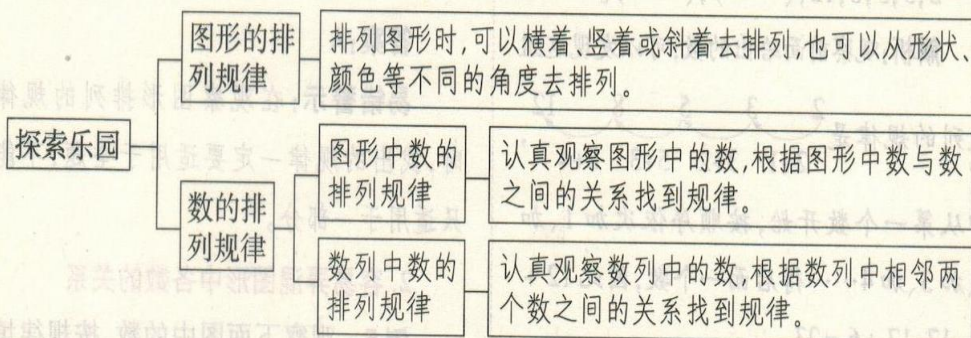 探索乐园
图形的排
列规律
排列图形时,可以横着、竖着或斜着去排列,也可以从形状、
颜色等不同的角度去排列。
数的排
列规律
图形中数的
排列规律
认真观察图形中的数,根据图形中数与数
之间的关系找到规律。
数列中数的
排列规律
认真观察数列中的数,根据数列中相邻两
个数之间的关系找到规律。